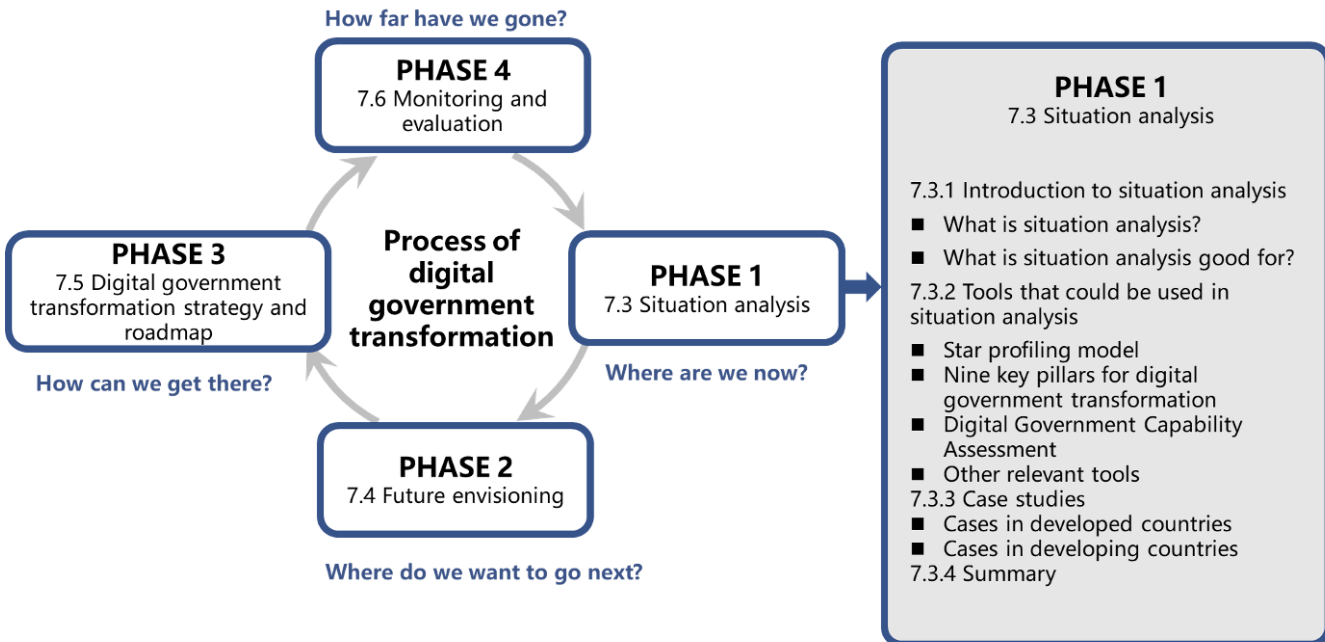 How far have we gone?
PHASE 4
7.6 Monitoring and
evaluation
PHASE 3
7.5 Digital government
transformation strategy and
roadmap
How can we get there?
Process of
digital
government
transformation
PHASE 1
7.3 Situation analysis
Where are we now?
PHASE 2
7.4 Future envisioning
Where do we want to go next?
PHASE 1
7.3 Situation analysis
7.3.1 Introduction to situation analysis
■ What is situation analysis?
■ What is situation analysis good for?
7.3.2 Tools that could be used in
situation analysis
■ Star profiling model
■ Nine key pillars for digital
government transformation
■ Digital Government Capability
Assessment
■ Other relevant tools
7.3.3 Case studies
■ Cases in developed countries
■ Cases in developing countries
7.3.4 Summary